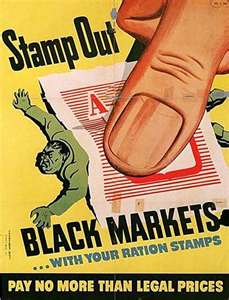 Stamp Out
A
BLACK MARKETS
...WITH YOUR RATION STAMPS
PAY NO MORE THAN LEGAL PRICES